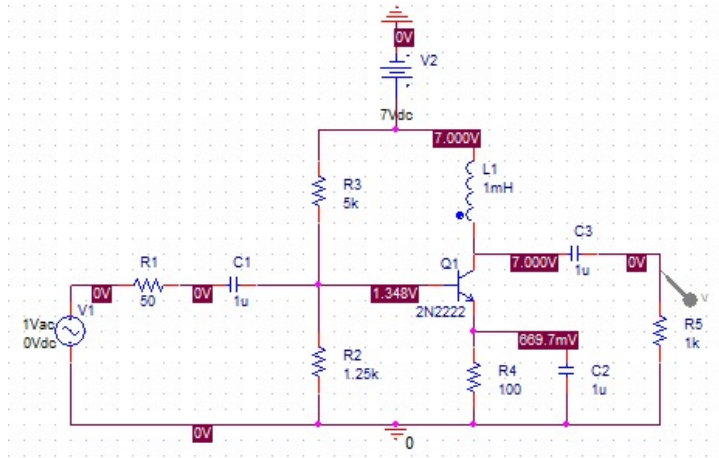 0V
V2
7Vdc
7.000V
L1
1mH
R3
5k
C3
R1
C1
Q1
7.000V
1u
0V
0V
50
0V
1u
1.348V
2N2222
V
V1
1Vac
0Vdc
R5
1k
669.7mV
R2
1.25k
R4
100
C2
1u
0V
0